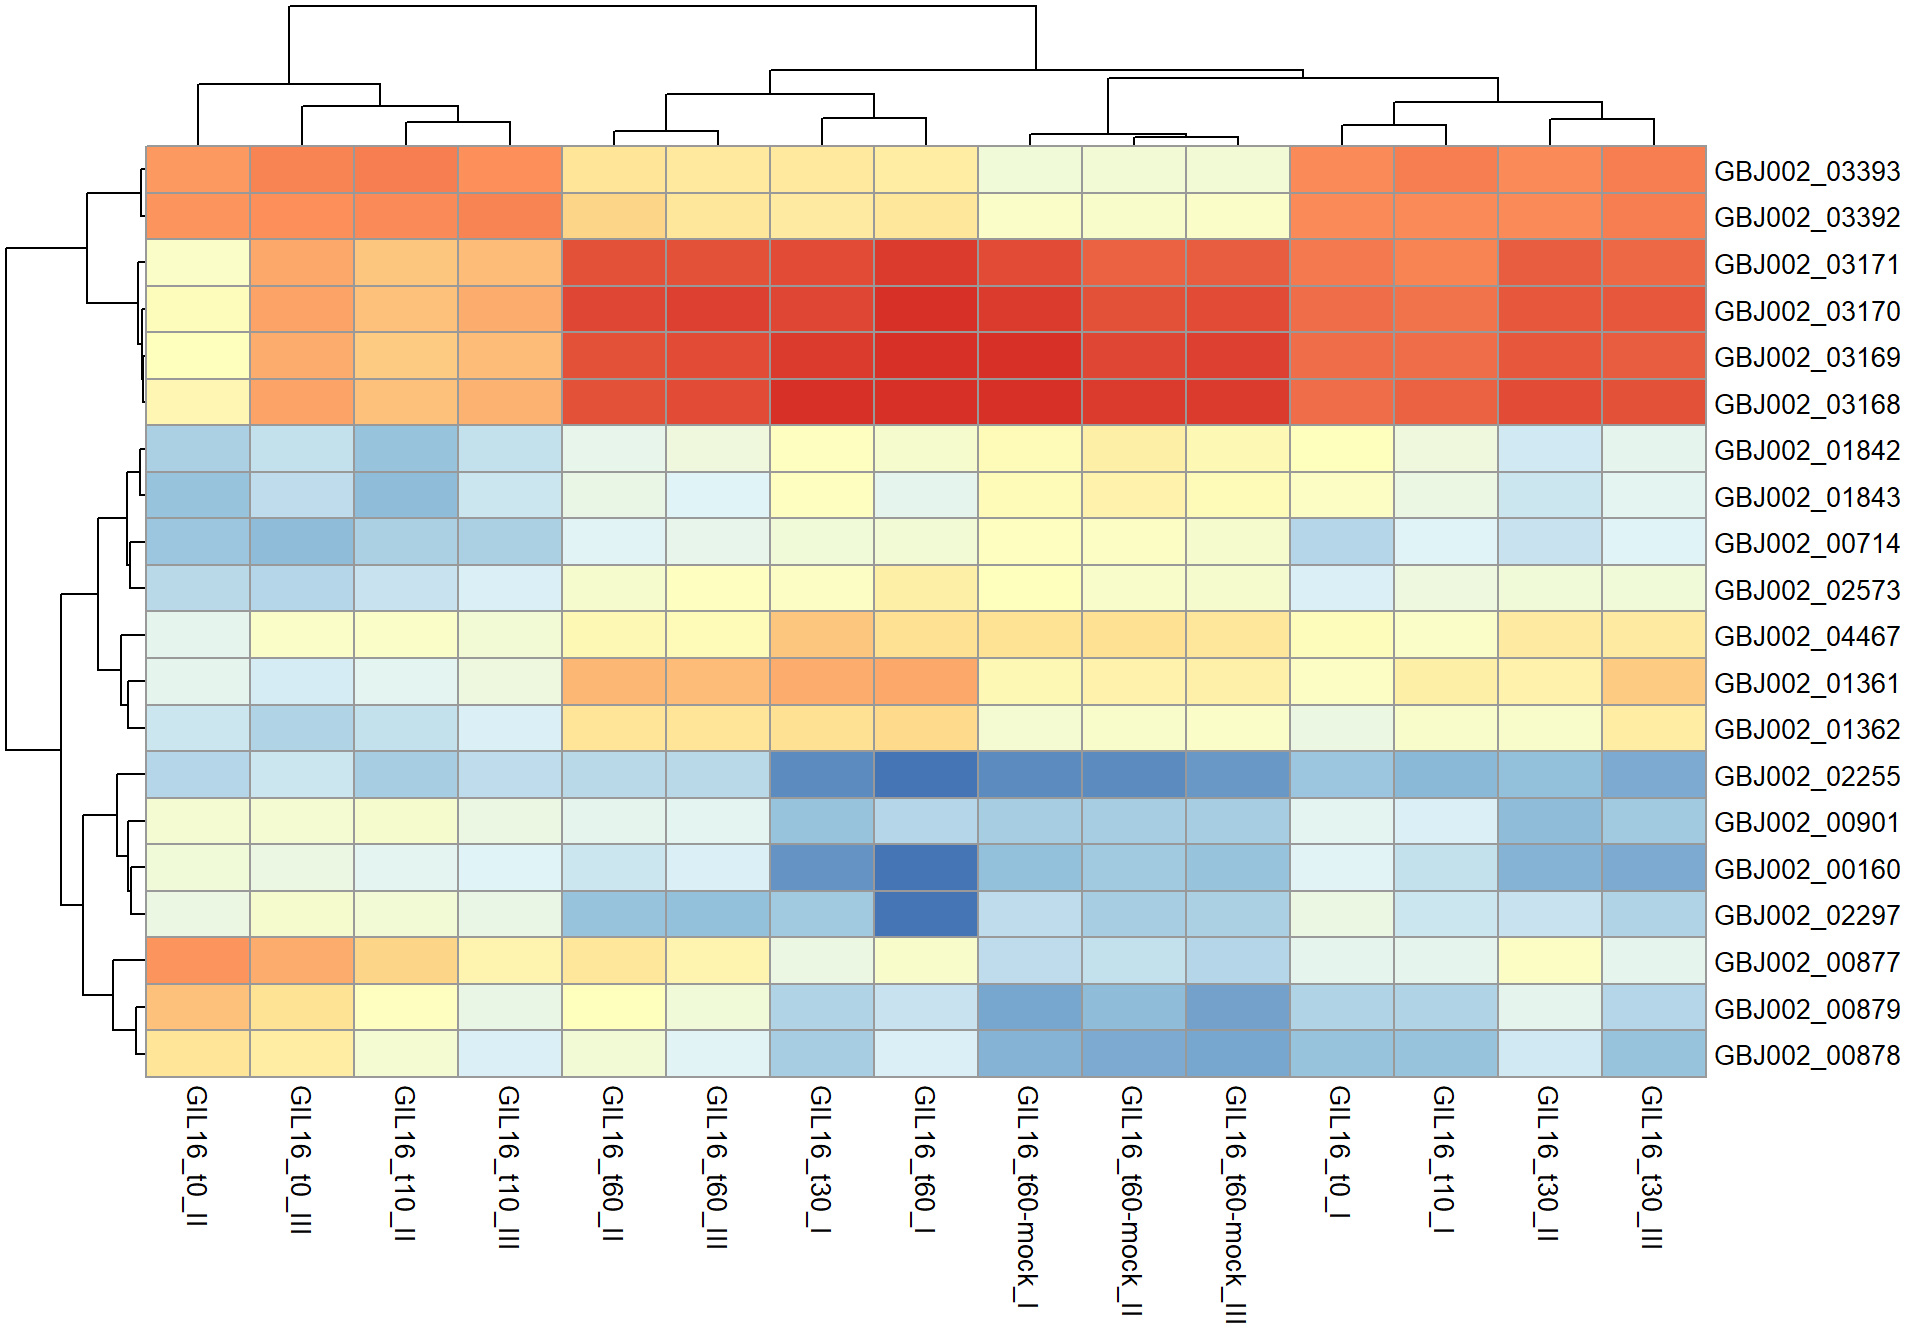 GBJ002_03393
GBJ002_03392
GBJ002_03171
GBJ002_03170
GBJ002_03169
GBJ002_03168
GBJ002_01842
GBJ002_01843
GBJ002_00714
GBJ002_02573
GBJ002_04467
GBJ002_01361
GBJ002_01362
GBJ002_02255
GBJ002_00901
GBJ002_00160
GBJ002_02297
GBJ002_00877
GBJ002_00879
GBJ002_00878
GIL16_t0_II
GIL16_t0_III
GIL16_t10_II
GIL16_t10_III
GIL16_t60_II
GIL16_t60_III
GIL16_t30_I
GIL16_t60_I
GIL16_t60-mock_I
GIL16_t60-mock_II
GIL16_t60-mock_III
GIL16_t0_I
GIL16_t10_I
GIL16_t30_II
GIL16_t30_III